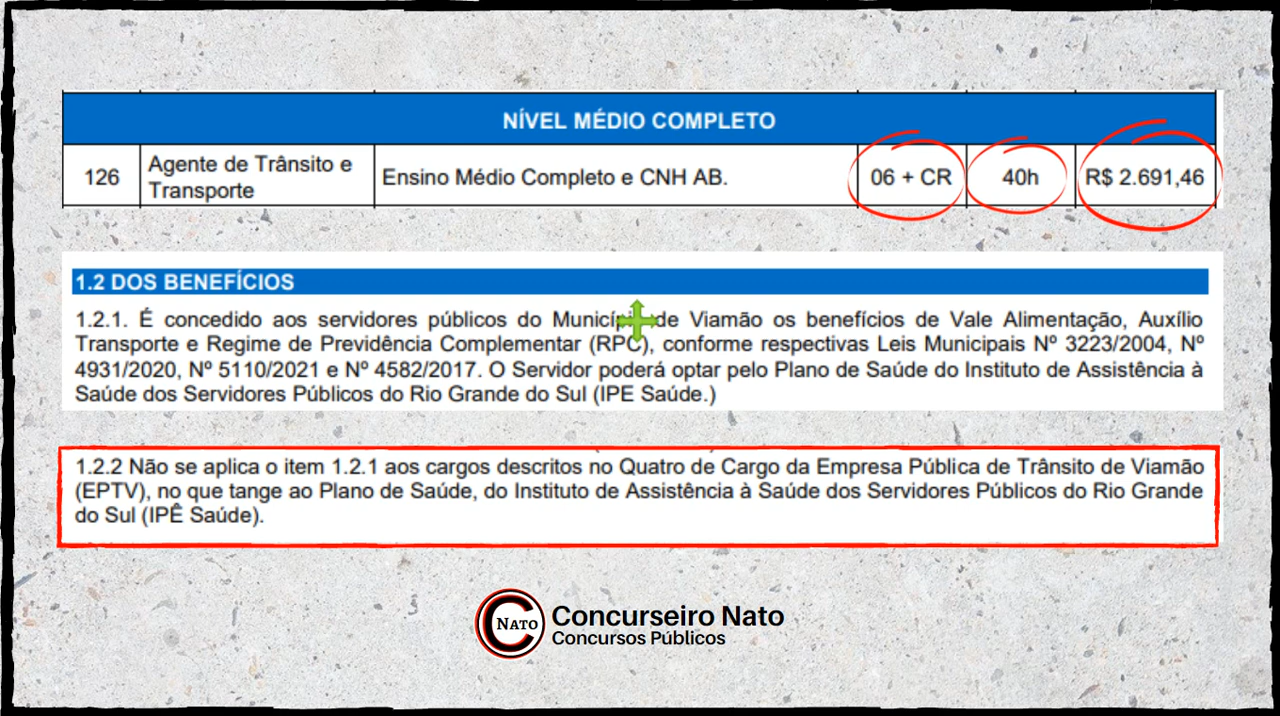 NÍVEL MÉDIO COMPLETO
126 Agente de Trânsito e Transporte Ensino Médio Completo e CNH AB. 06 + CR 40h R$ 2.691,46
1.2 DOS BENEFÍCIOS
1.2.1. É concedido aos servidores públicos do Município de Viamão os benefícios de Vale Alimentação, Auxílio
Transporte e Regime de Previdência Complementar (RPC), conforme respectivas Leis Municipais Nº 3223/2004, Nº
4931/2020, Nº 5110/2021 e Nº 4582/2017. O Servidor poderá optar pelo Plano de Saúde do Instituto de Assistência à
Saúde dos Servidores Públicos do Rio Grande do Sul (IPE Saúde.)
1.2.2 Não se aplica o item 1.2.1 aos cargos descritos no Quatro de Cargo da Empresa Pública de Trânsito de Viamão
(EPTV), no que tange ao Plano de Saúde, do Instituto de Assistência à Saúde dos Servidores Públicos do Rio Grande
do Sul (IPÊ Saúde).
NATO
Concurseiro Nato
Concursos Públicos